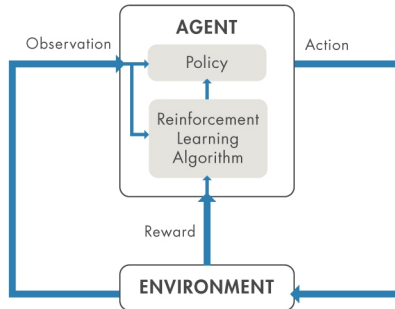 AGENT
Observation
Action
Policy
Reinforcement
Learning
Algorithm
Reward
ENVIRONMENT